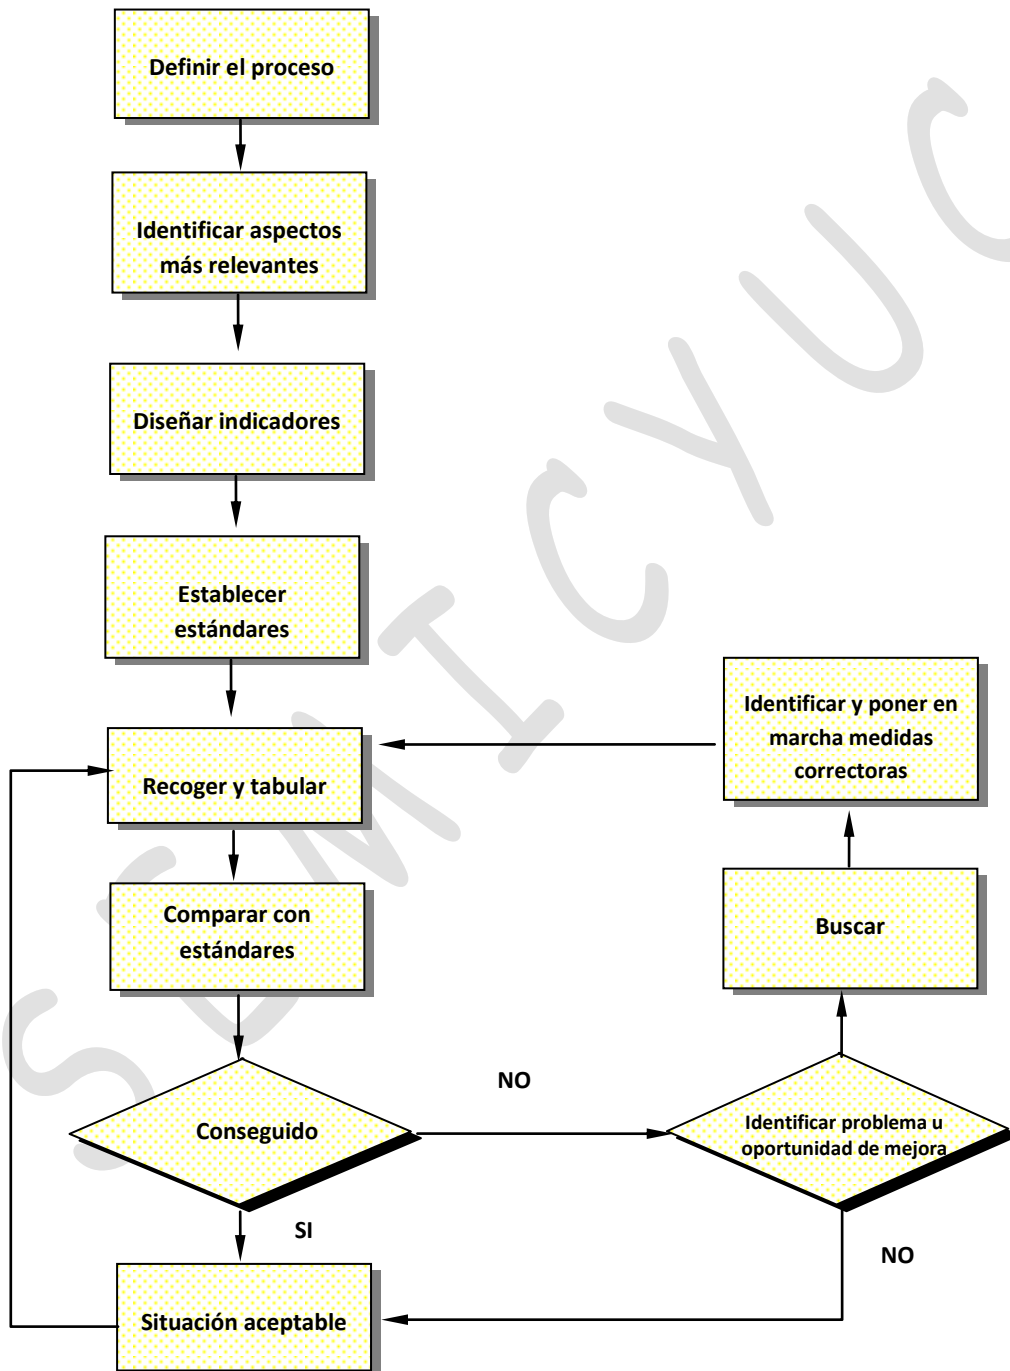 Definir el proceso
Identificar aspectos
más relevantes
Diseñar indicadores
Establecer
estándares
Identificar y poner en
marcha medidas
correctoras
Recoger y tabular
Comparar con
estándares
Buscar
NO
Conseguido
Identificar problema u
oportunidad de mejora
SI
NO
Situación aceptable
SEMICYUC